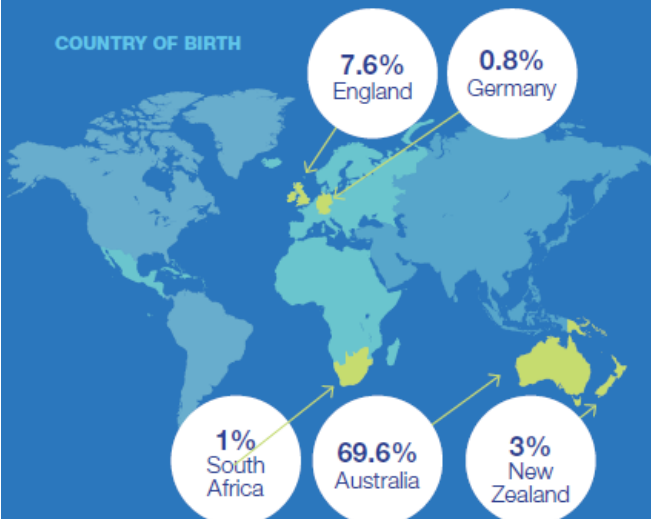 COUNTRY OF BIRTH
7.6%
England
0.8%
Germany
1%
South
Africa
69.6%
Australia
3%
New
Zealand